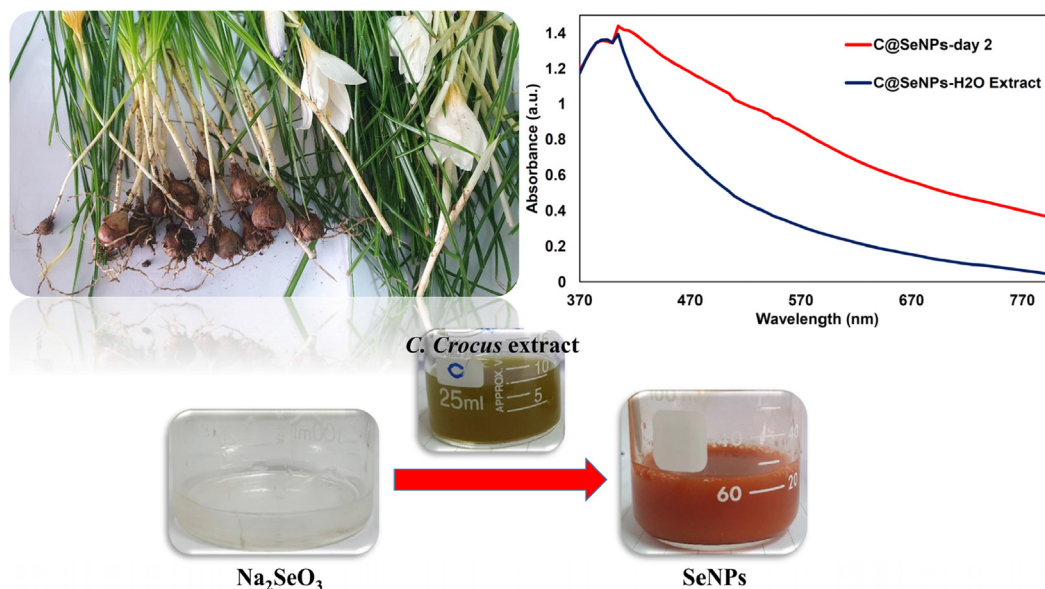 1.4
1.2
1
0.8
0.6
0.4
0.2
0
Absorbance (a.u.)
C@SeNPs-day 2
C@SeNPs-H2O Extract
370 470 570 670 770
Wavelength (nm)
C. Crocus extract
C
25ml
APPROX. V
10
5
60
20
40
Na₂SeO₃
SeNPs